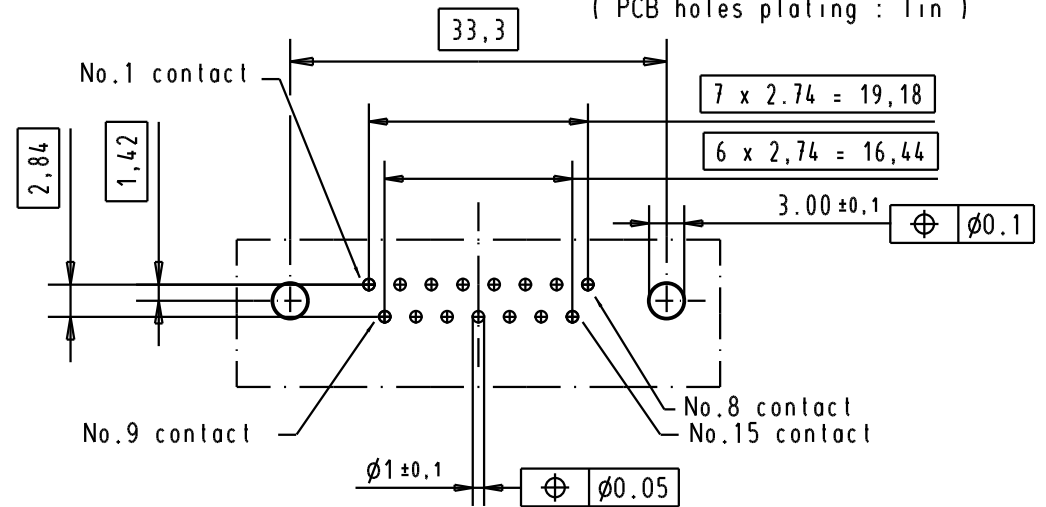 ( PCB holes plating : Tin )
33,3
No.1 contact
7 x 2.74 = 19,18
6 x 2,74 = 16,44
2,84
1,42
3.00 ±0,1
⌖ ø0.1
No.8 contact
No.9 contact
No.15 contact
ø1 ±0,1
⌖ ø0.05